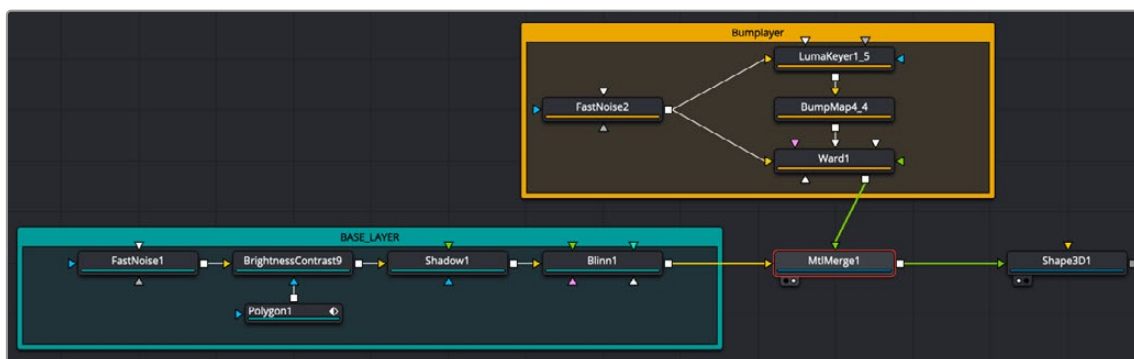 Bumplayer
LumaKeyer1_5
FastNoise2
BumpMap4_4
Ward1
BASE_LAYER
FastNoise1
BrightnessContrast9
Shadow1
Blinn1
MtlMerge1
Shape3D1
Polygon1